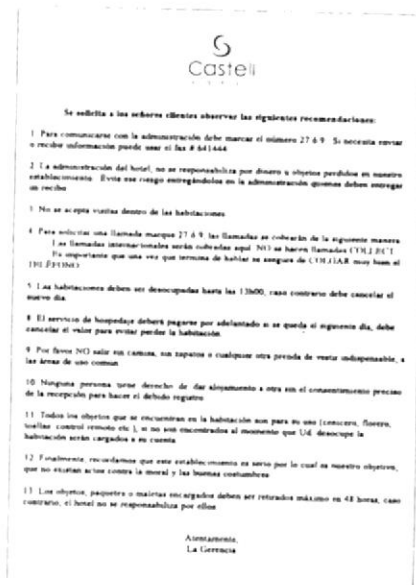 Casteli
Se solicita a los señores clientes observar las siguientes recomendaciones:
1 Para comunicarse con la administración debe marcar el número 27 ó 9 Si necesita enviar
o recibir información puede usar el fax # 641444
2 La administración del hotel, no se responsabiliza por dinero u objetos perdidos en nuestro
establecimiento Evite ese riesgo entregándolos en la administración quienes deben entregar
un recibo
3 No se acepta visitas dentro de las habitaciones
4 Para solicitar una llamada marque 27 ó 9, las llamadas se cobrarán de la siguiente manera
Las llamadas internacionales serán cobradas aquí NO se hacen llamadas COLLECT
Es importante que una vez que termina de hablar se asegure de COLGAR muy bien el
TELÉFONO
5 Las habitaciones deben ser desocupadas hasta las 13h00, caso contrario debe cancelar el
nuevo día.
8 El servicio de hospedaje deberá pagarse por adelantado si se queda el siguiente día, debe
cancelar el valor para evitar perder la habitación
9 Por favor NO salir sin camisa, sin zapatos o cualquier otra prenda de vestir indispensable, a
las áreas de uso comun
10 Ninguna persona tiene derecho de dar alojamiento a otra sin el consentimiento preciso
de la recepción para hacer el debido registro
11 Todos los objetos que se encuentran en la habitación son para su uso (cenicero, florero,
toallas control remoto etc ), si no son encontrados al momento que Ud desocupe la
habitación serán cargados a su cuenta
12 Finalmente, recordamos que este establecimiento es serio por lo cual es nuestro objetivo,
que no existan actos contra la moral y las buenas costumbres
13 Los objetos, paquetes o maletas encargados deben ser retirados máximo en 48 horas, caso
contrario, el hotel no se responsabiliza por ellos
Atentamente,
La Gerencia